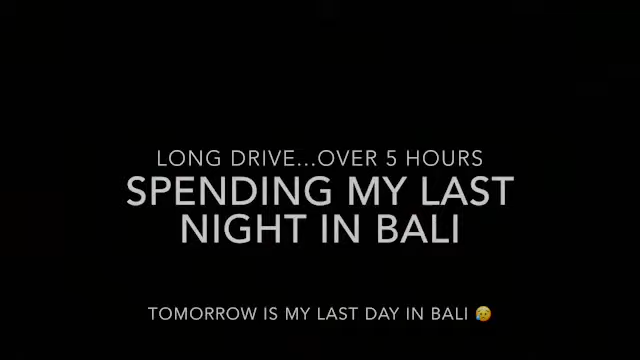 LONG DRIVE...OVER 5 HOURS
SPENDING MY LAST
NIGHT IN BALI
TOMORROW IS MY LAST DAY IN BALI 😥